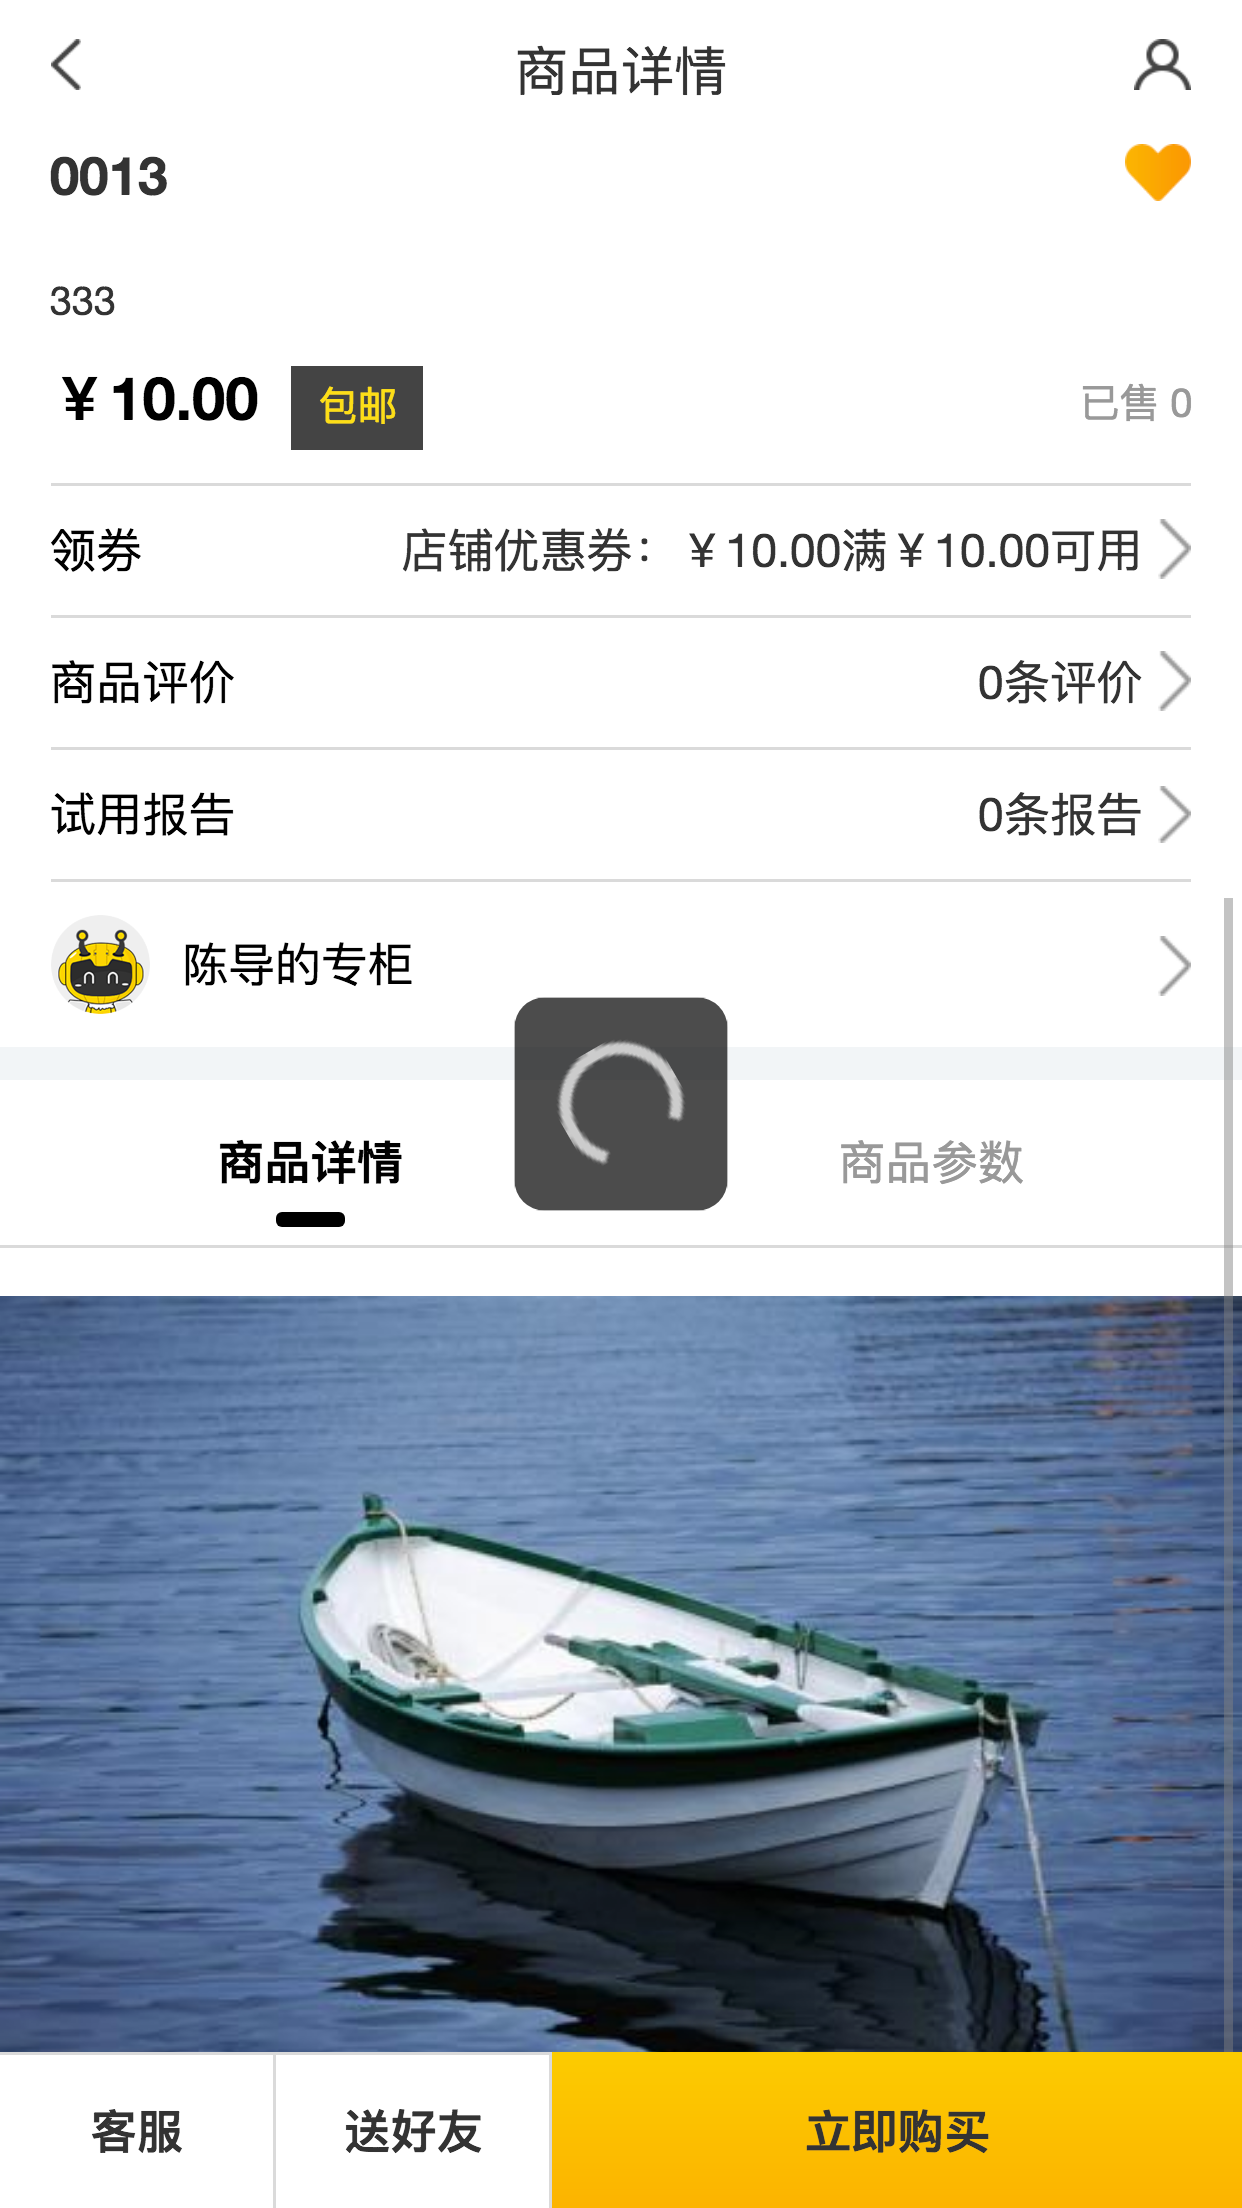 商品详情
0013
333
¥10.00 包邮 已售 0
领券 店铺优惠券: ¥10.00满¥10.00可用
商品评价 0条评价
试用报告 0条报告
陈导的专柜
商品详情 商品参数
客服 送好友 立即购买